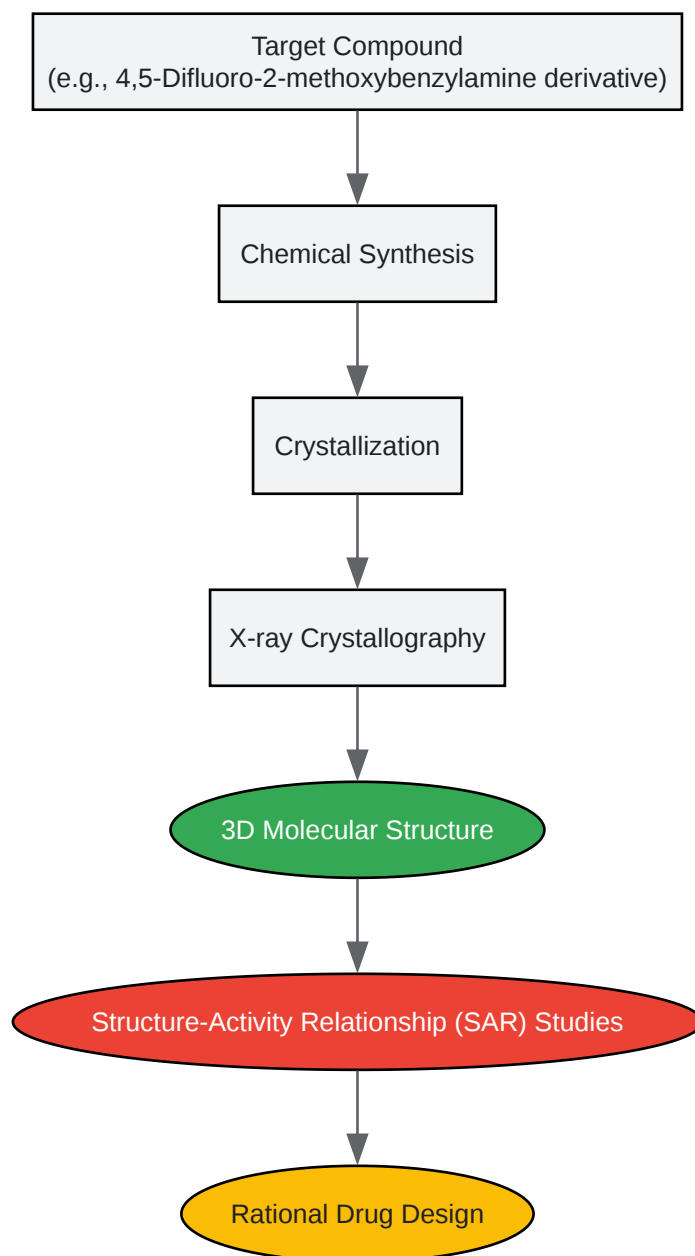 Target Compound
(e.g., 4,5-Difluoro-2-methoxybenzylamine derivative)
Chemical Synthesis
Crystallization
X-ray Crystallography
3D Molecular Structure
Structure-Activity Relationship (SAR) Studies
Rational Drug Design